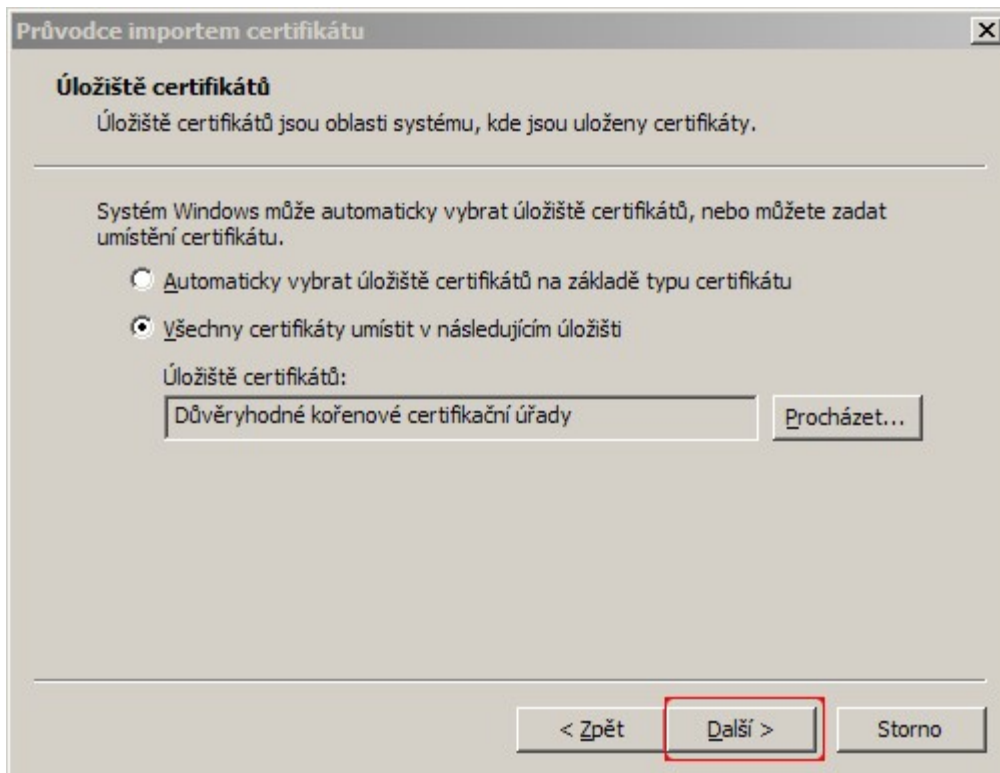 Průvodce importem certifikátu
Úložiště certifikátů
Úložiště certifikátů jsou oblasti systému, kde jsou uloženy certifikáty.
Systém Windows může automaticky vybrat úložiště certifikátů, nebo můžete zadat
umístění certifikátu.
Automaticky vybrat úložiště certifikátů na základě typu certifikátu
Všechny certifikáty umístit v následujícím úložišti
Úložiště certifikátů:
Důvěryhodné kořenové certifikační úřady
Procházet...
< Zpět
Další >
Storno